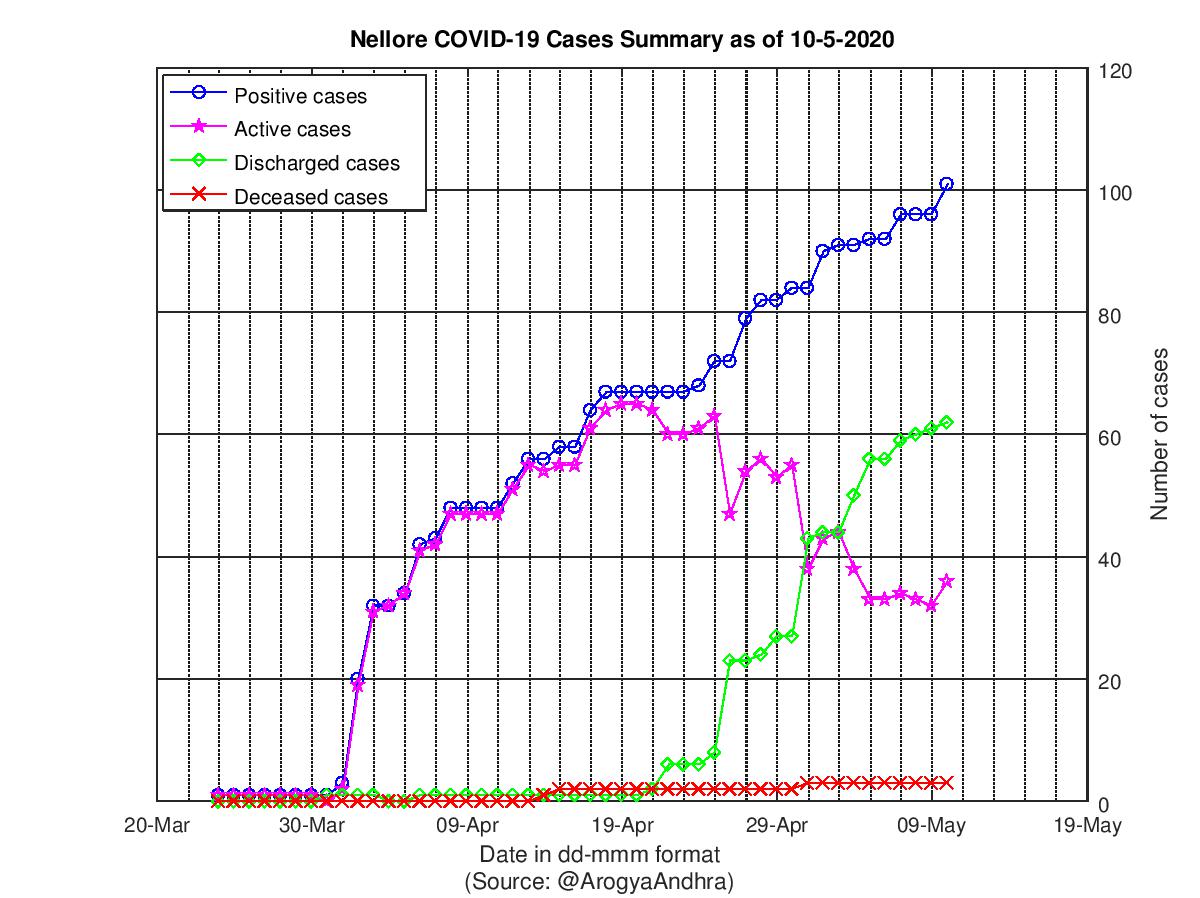 Nellore COVID-19 Cases Summary as of 10-5-2020
Positive cases
Active cases
Discharged cases
Deceased cases
120
100
80
60
40
20
0
Number of cases
20-Mar 30-Mar 09-Apr 19-Apr 29-Apr 09-May 19-May
Date in dd-mmm format
(Source: @ArogyaAndhra)